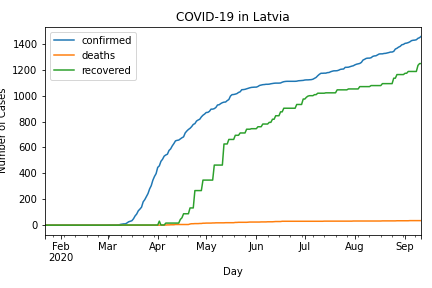 COVID-19 in Latvia
confirmed
deaths
recovered
1400
1200
1000
800
600
400
200
0
Number of Cases
Feb Mar Apr May Jun Jul Aug Sep
2020
Day